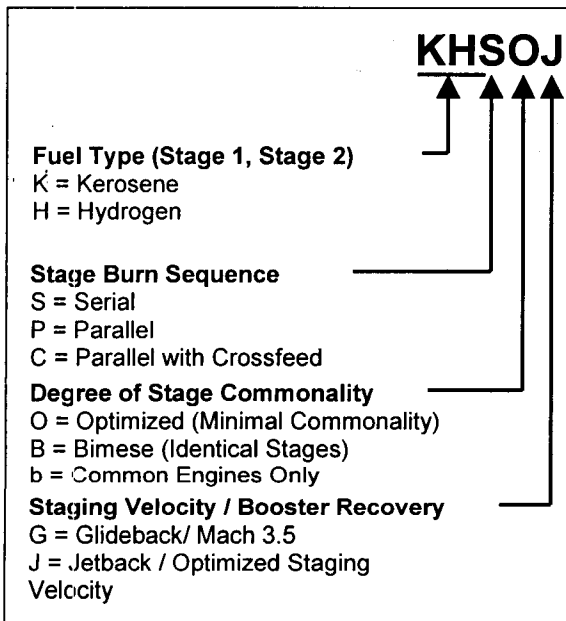 KHSOJ
Fuel Type (Stage 1, Stage 2)
K = Kerosene
H = Hydrogen
Stage Burn Sequence
S = Serial
P = Parallel
C = Parallel with Crossfeed
Degree of Stage Commonality
O = Optimized (Minimal Commonality)
B = Bimese (Identical Stages)
b = Common Engines Only
Staging Velocity / Booster Recovery
G = Glideback/ Mach 3.5
J = Jetback / Optimized Staging
Velocity